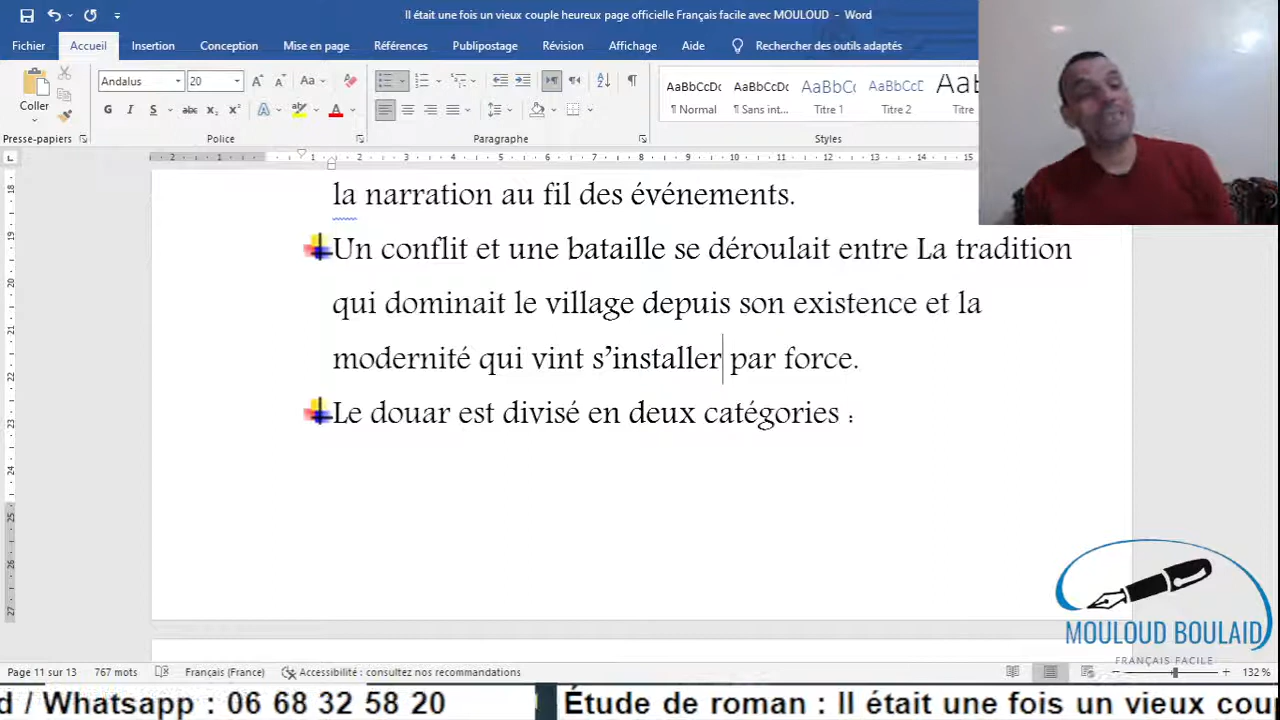 Il était une fois un vieux couple heureux page officielle Français facile avec MOULOUD - Word
Fichier Accueil Insertion Conception Mise en page Références Publipostage Révision Affichage Aide Rechercher des outils adaptés
Coller
Andalus 20
AaBbCcDc AaBbCcDc AaBbC AaBbCcD
¶ Normal ¶ Sans int... Titre 1 Titre 2 Titre
Presse-papiers Police Paragraphe Styles
la narration au fil des événements.
Un conflit et une bataille se déroulait entre La tradition
qui dominait le village depuis son existence et la
modernité qui vint s’installer par force.
Le douar est divisé en deux catégories :
MOULOUD BOULAID
FRANÇAIS FACILE
Page 11 sur 13 767 mots Français (France) Accessibilité : consultez nos recommandations 132 %
d / Whatsapp : 06 68 32 58 20 Étude de roman : Il était une fois un vieux coup